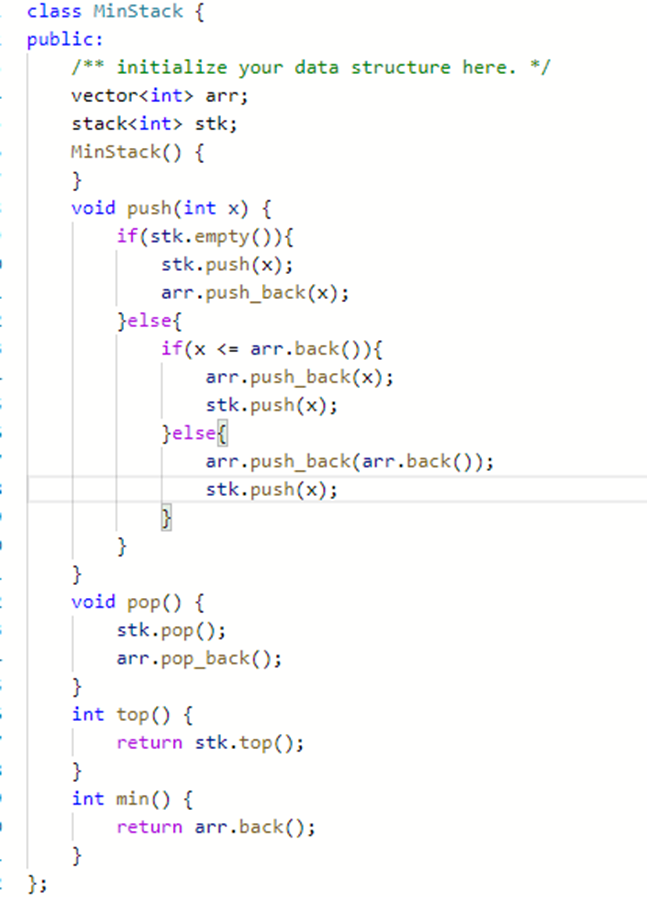 class MinStack {
public:
    /** initialize your data structure here. */
    vector<int> arr;
    stack<int> stk;
    MinStack() {
    }
    void push(int x) {
        if(stk.empty()){
            stk.push(x);
            arr.push_back(x);
        }else{
            if(x <= arr.back()){
                arr.push_back(x);
                stk.push(x);
            }else{
                arr.push_back(arr.back());
                stk.push(x);
            }
        }
    }
    void pop() {
        stk.pop();
        arr.pop_back();
    }
    int top() {
        return stk.top();
    }
    int min() {
        return arr.back();
    }
};